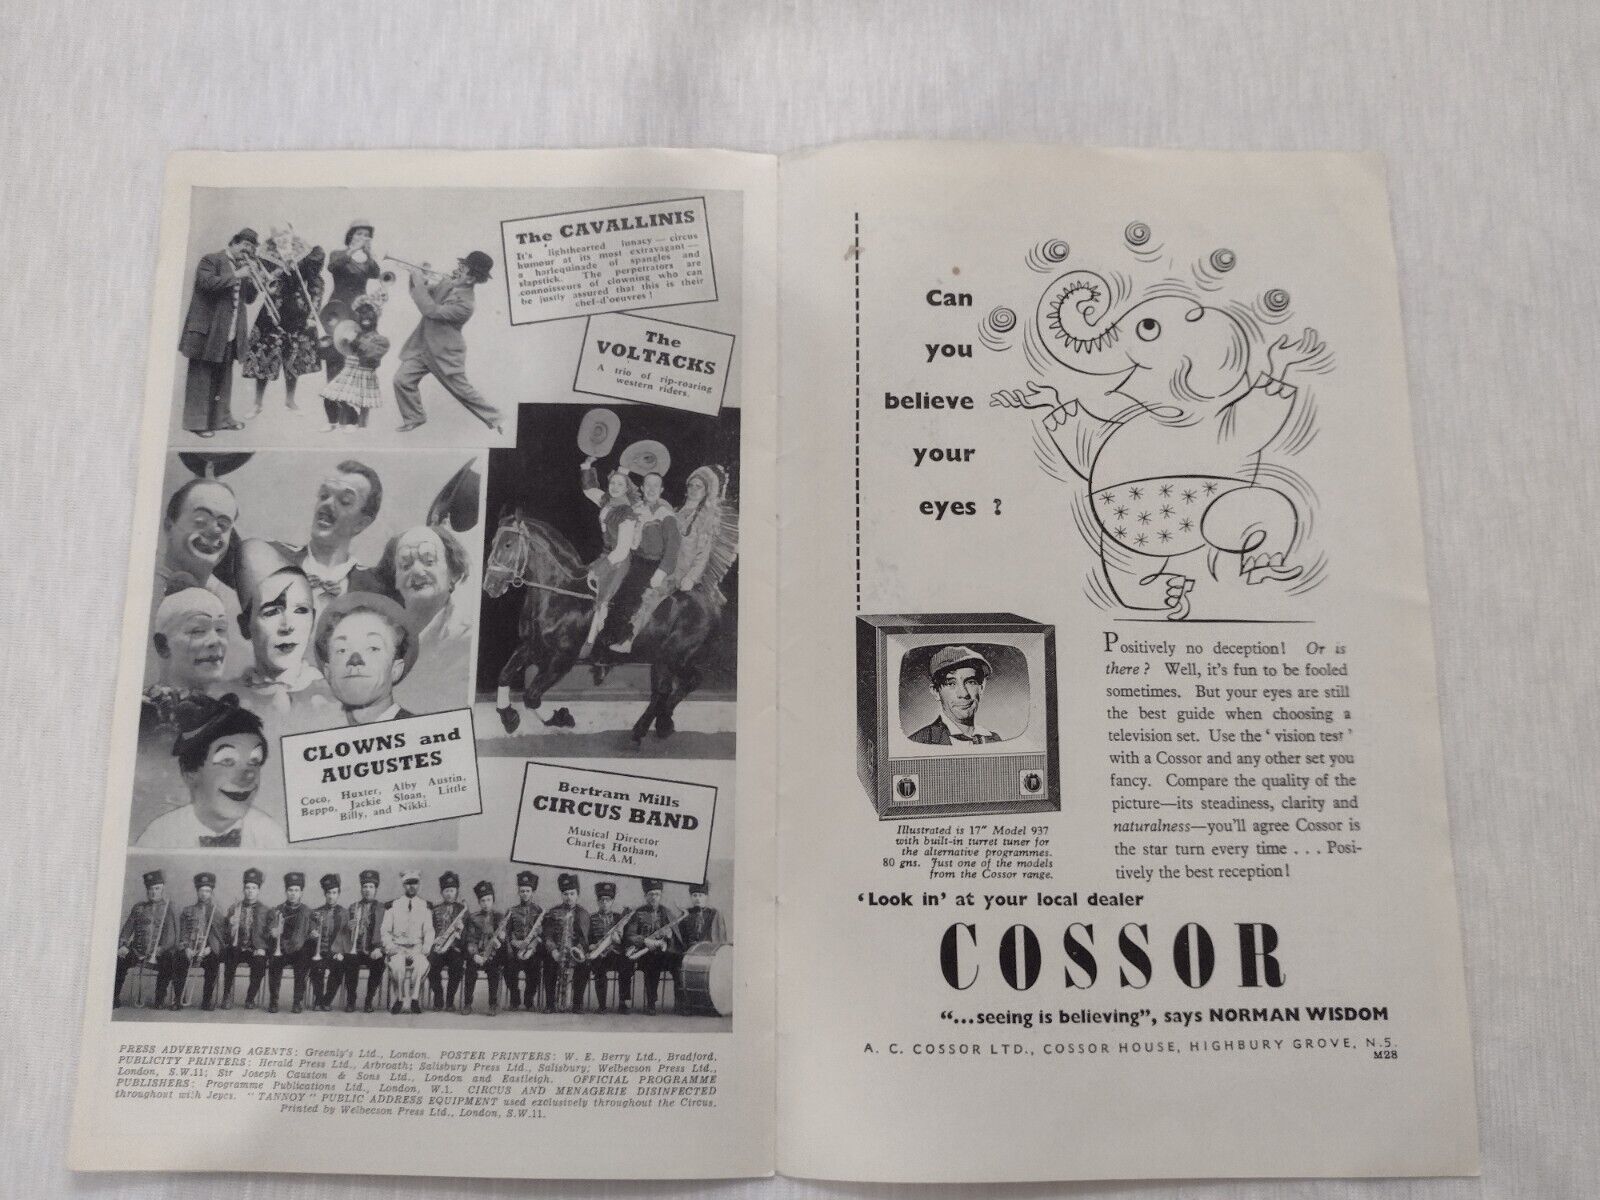 The CAVALLINIS
It's lighthearted lunacy — circus
humour at its most extravagant —
a harlequinade of spangles and
slapstick. The perpetrators are
connoisseurs of clowning who can
be justly assured that this is their
chef-d'oeuvres !
The
VOLTACKS
A trio of rip-roaring
western riders.
CLOWNS and
AUGUSTES
Coco, Huxter, Alby Austin,
Beppo, Jackie Sloan, Little
Billy, and Nikki.
Bertram Mills
CIRCUS BAND
Musical Director
Charles Hotham,
L.R.A.M.
PRESS ADVERTISING AGENTS: Greenly's Ltd., London. POSTER PRINTERS: W. E. Berry Ltd., Bradford.
PUBLICITY PRINTERS: Herald Press Ltd., Arbroath; Salisbury Press Ltd., Salisbury; Welbecson Press Ltd.,
London, S.W.11; Sir Joseph Causton & Sons Ltd., London and Eastleigh. OFFICIAL PROGRAMME
PUBLISHERS: Programme Publications Ltd., London, W.1. CIRCUS AND MENAGERIE DISINFECTED
throughout with Jeyes. "TANNOY" PUBLIC ADDRESS EQUIPMENT used exclusively throughout the Circus.
Printed by Welbecson Press Ltd., London, S.W.11.
Can
you
believe
your
eyes ?
Positively no deception! Or is
there? Well, it's fun to be fooled
sometimes. But your eyes are still
the best guide when choosing a
television set. Use the 'vision test'
with a Cossor and any other set you
fancy. Compare the quality of the
picture—its steadiness, clarity and
naturalness—you'll agree Cossor is
the star turn every time . . . Posi-
tively the best reception!
Illustrated is 17" Model 937
with built-in turret tuner for
the alternative programmes.
80 gns. Just one of the models
from the Cossor range.
'Look in' at your local dealer
COSSOR
"...seeing is believing", says NORMAN WISDOM
A. C. COSSOR LTD., COSSOR HOUSE, HIGHBURY GROVE, N.5.
M28